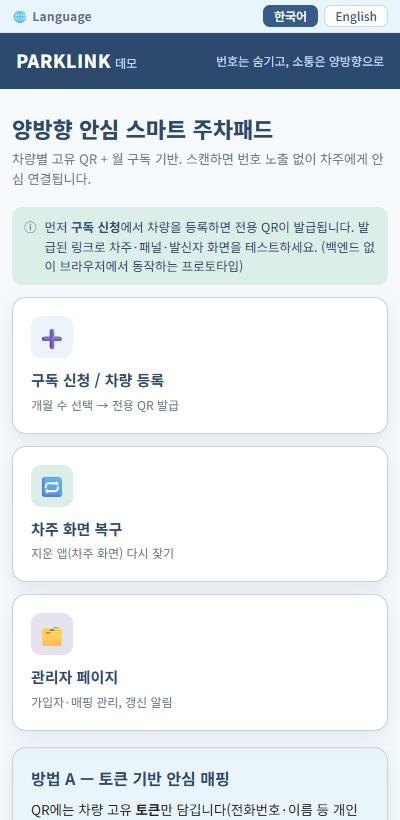 Language 한국어 English
PARKLINK 데모 번호는 숨기고, 소통은 양방향으로
양방향 안심 스마트 주차패드
차량별 고유 QR + 월 구독 기반. 스캔하면 번호 노출 없이 차주에게 안
심 연결됩니다.
ⓘ 먼저 구독 신청에서 차량을 등록하면 전용 QR이 발급됩니다. 발
급된 링크로 차주·패널·발신자 화면을 테스트하세요. (백엔드 없
이 브라우저에서 동작하는 프로토타입)
구독 신청 / 차량 등록
개월 수 선택 → 전용 QR 발급
차주 화면 복구
지운 앱(차주 화면) 다시 찾기
관리자 페이지
가입자·매핑 관리, 갱신 알림
방법 A — 토큰 기반 안심 매핑
QR에는 차량 고유 토큰만 담깁니다(전화번호·이름 등 개인